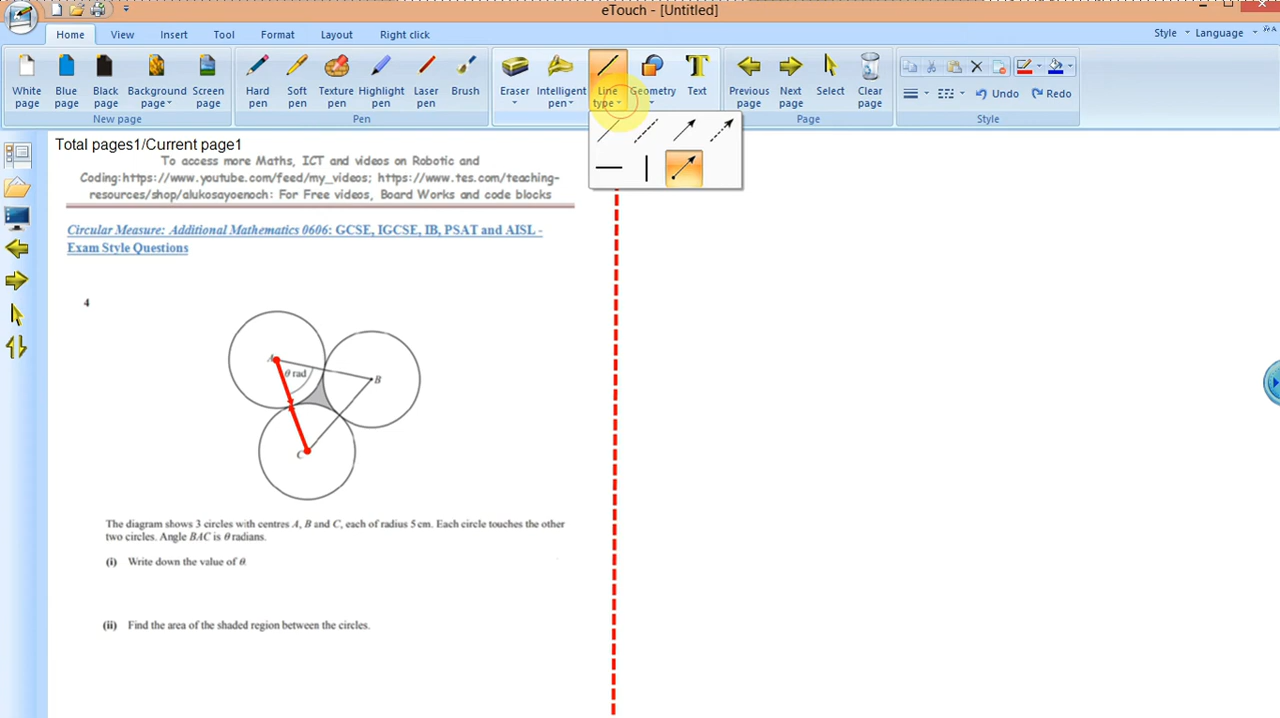 eTouch - [Untitled]
Home View Insert Tool Format Layout Right click
Style Language
White page
Blue page
Black page
Background page
Screen page
New page
Hard pen
Soft pen
Texture pen
Highlight pen
Laser pen
Brush
Pen
Eraser
Intelligent pen
Line type
Geometry
Text
Previous page
Next page
Select
Clear page
Page
Undo
Redo
Style
Total pages1/Current page1
To access more Maths, ICT and videos on Robotic and
Coding:https://www.youtube.com/feed/my_videos; https://www.tes.com/teaching-
resources/shop/alukosayoenoch: For Free videos, Board Works and code blocks
Circular Measure: Additional Mathematics 0606: GCSE, IGCSE, IB, PSAT and AISL -
Exam Style Questions
4
A
θ rad
B
C
The diagram shows 3 circles with centres A, B and C, each of radius 5 cm. Each circle touches the other
two circles. Angle BAC is θ radians.
(i) Write down the value of θ.
(ii) Find the area of the shaded region between the circles.